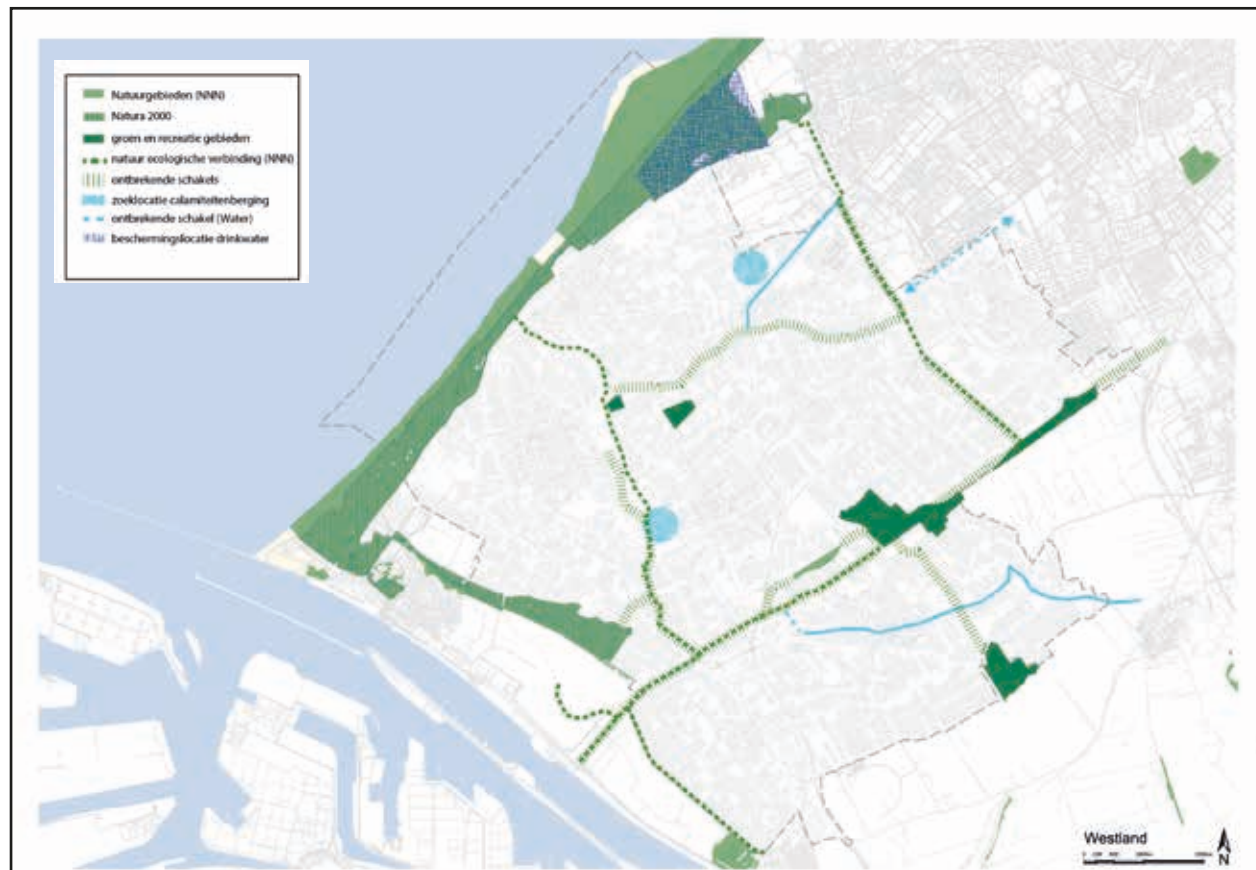 Natuurgebieden (NNN)
Natura 2000
groen en recreatie gebieden
natuur ecologische verbinding (NNN)
ontbrekende schakels
zoeklocatie calamiteitenberging
ontbrekende schakel (Water)
beschermingslocatie drinkwater
Westland
N